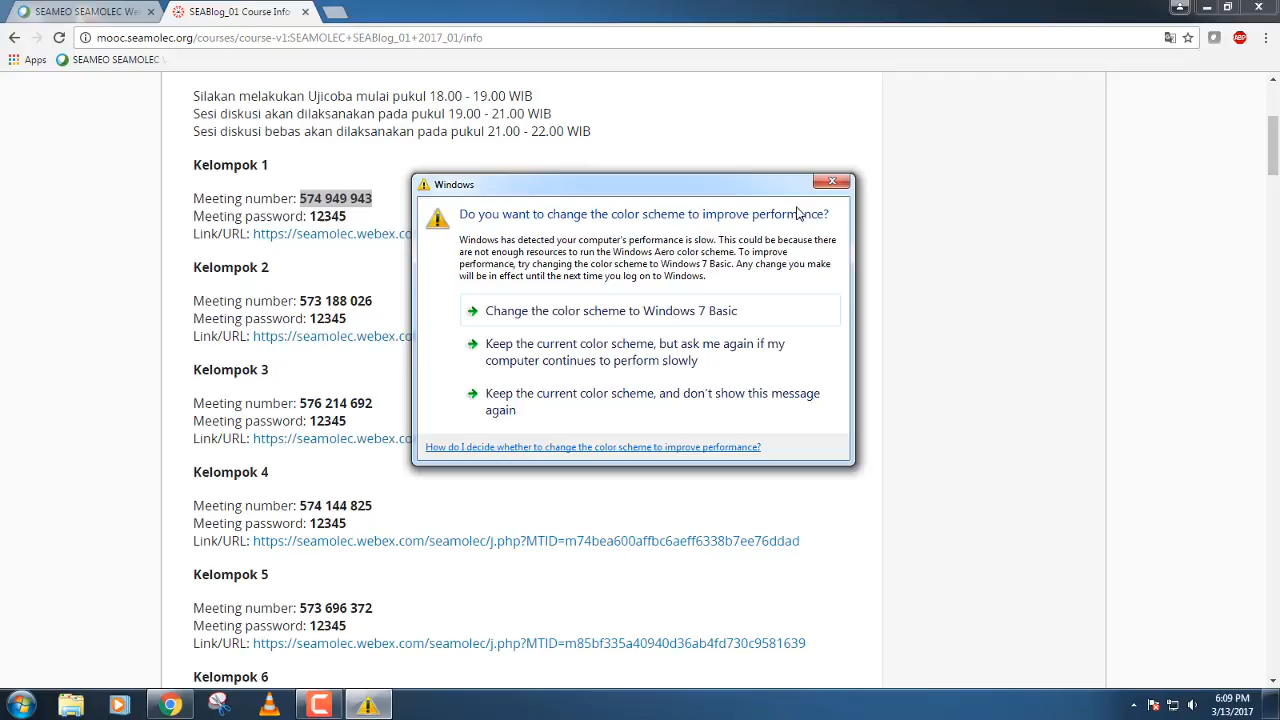 SEAMEO SEAMOLEC We
SEABlog_01 Course Info
mooc.seamolec.org/courses/course-v1:SEAMOLEC+SEABlog_01+2017_01/info
Apps
SEAMEO SEAMOLEC
Silakan melakukan Ujicoba mulai pukul 18.00 - 19.00 WIB
Sesi diskusi akan dilaksanakan pada pukul 19.00 - 21.00 WIB
Sesi diskusi bebas akan dilaksanakan pada pukul 21.00 - 22.00 WIB
Kelompok 1
Meeting number: 574 949 943
Meeting password: 12345
Link/URL: https://seamolec.webex.co
Kelompok 2
Meeting number: 573 188 026
Meeting password: 12345
Link/URL: https://seamolec.webex.co
Kelompok 3
Meeting number: 576 214 692
Meeting password: 12345
Link/URL: https://seamolec.webex.co
Kelompok 4
Meeting number: 574 144 825
Meeting password: 12345
Link/URL: https://seamolec.webex.com/seamolec/j.php?MTID=m74bea600affbc6aeff6338b7ee76ddad
Kelompok 5
Meeting number: 573 696 372
Meeting password: 12345
Link/URL: https://seamolec.webex.com/seamolec/j.php?MTID=m85bf335a40940d36ab4fd730c9581639
Kelompok 6
Windows
Do you want to change the color scheme to improve performance?
Windows has detected your computer's performance is slow. This could be because there
are not enough resources to run the Windows Aero color scheme. To improve
performance, try changing the color scheme to Windows 7 Basic. Any change you make
will be in effect until the next time you log on to Windows.
Change the color scheme to Windows 7 Basic
Keep the current color scheme, but ask me again if my
computer continues to perform slowly
Keep the current color scheme, and don't show this message
again
How do I decide whether to change the color scheme to improve performance?
ABP
6:09 PM
3/13/2017